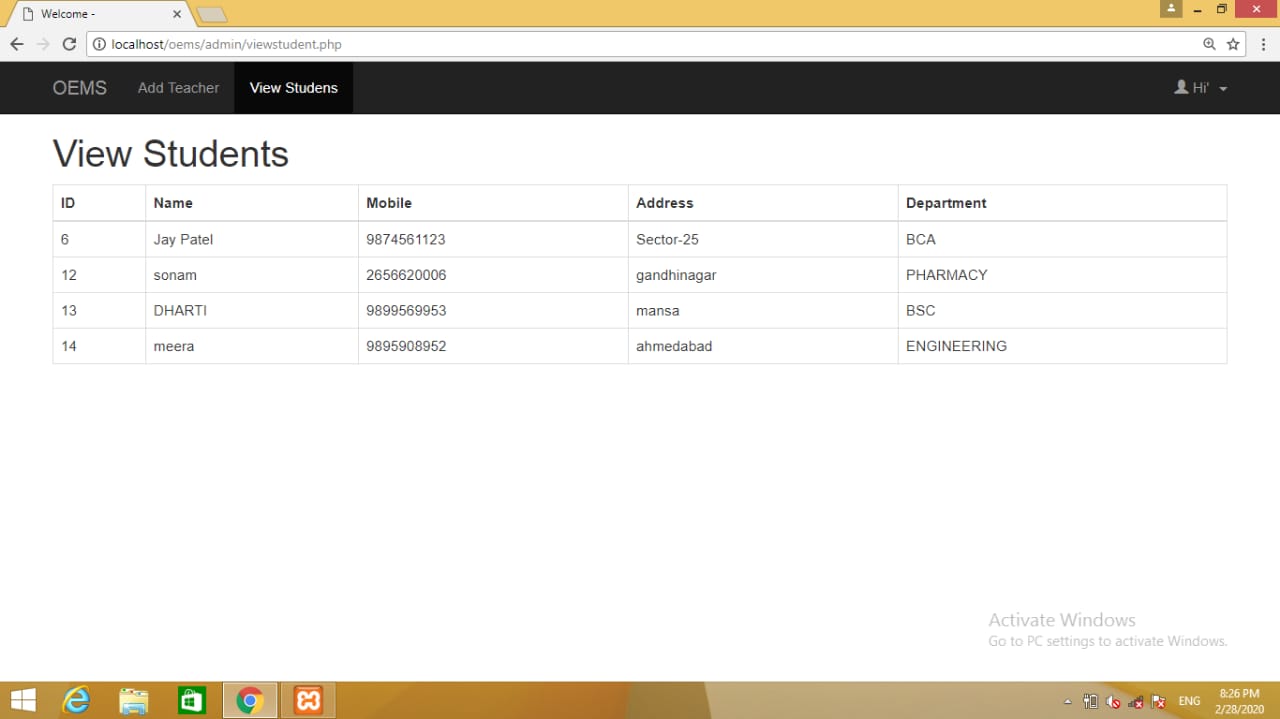 Welcome -
localhost/oems/admin/viewstudent.php
OEMS Add Teacher View Studens Hi'
View Students
ID Name Mobile Address Department
6 Jay Patel 9874561123 Sector-25 BCA
12 sonam 2656620006 gandhinagar PHARMACY
13 DHARTI 9899569953 mansa BSC
14 meera 9895908952 ahmedabad ENGINEERING
Activate Windows
Go to PC settings to activate Windows.
ENG 8:26 PM
2/28/2020